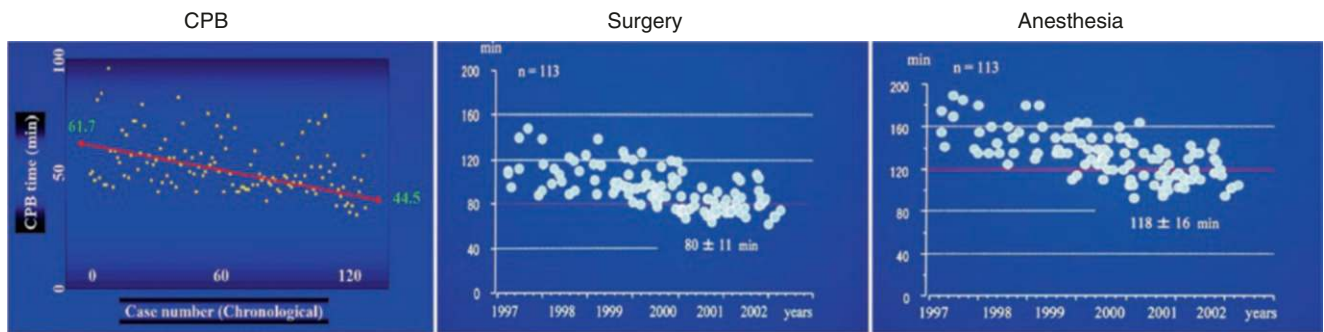 CPB
Surgery
Anesthesia
CPB time (min)
100
50
0
61.7
44.5
0 60 120
Case number (Chronological)
min
200
160
120
80
40
0
n = 113
80 ± 11 min
1997 1998 1999 2000 2001 2002 years
min
200
160
120
80
40
0
n = 113
118 ± 16 min
1997 1998 1999 2000 2001 2002 years